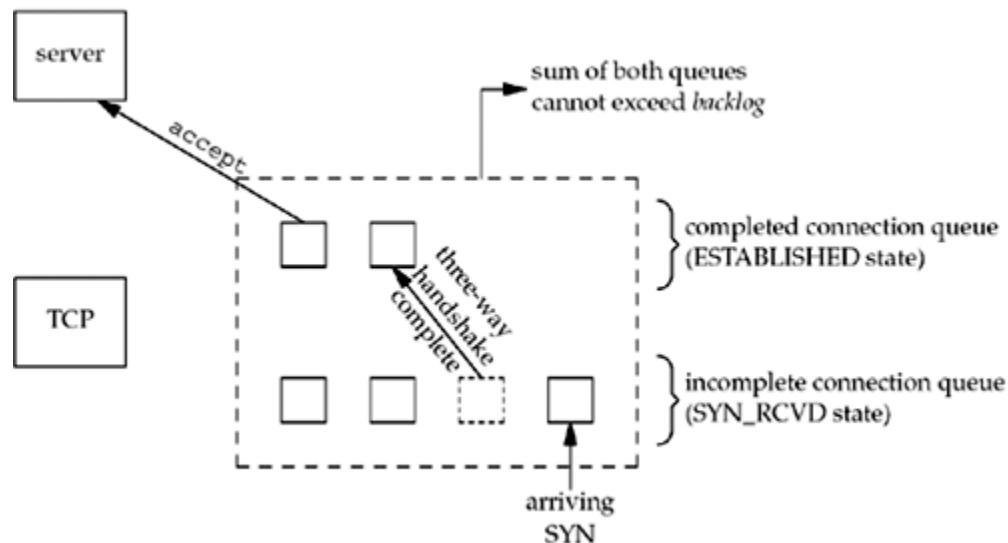 server
sum of both queues
cannot exceed backlog
accept
completed connection queue
(ESTABLISHED state)
three-way
handshake
complete
TCP
incomplete connection queue
(SYN_RCVD state)
arriving
SYN